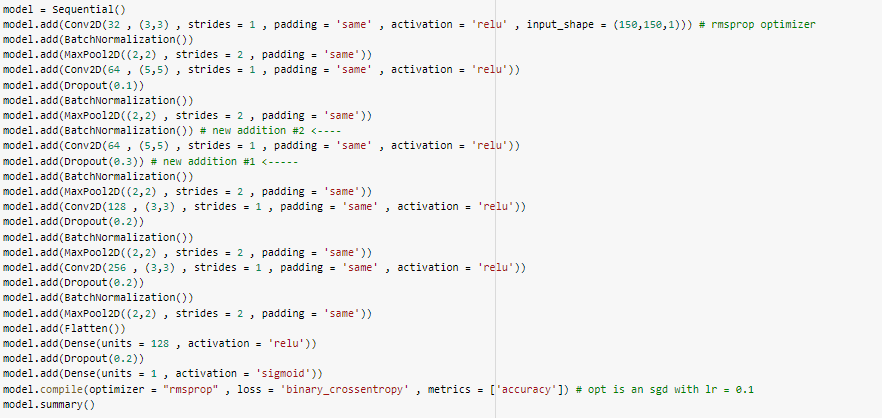 model = Sequential()
model.add(Conv2D(32 , (3,3) , strides = 1 , padding = 'same' , activation = 'relu' , input_shape = (150,150,1))) # rmsprop optimizer
model.add(BatchNormalization())
model.add(MaxPool2D((2,2) , strides = 2 , padding = 'same'))
model.add(Conv2D(64 , (5,5) , strides = 1 , padding = 'same' , activation = 'relu'))
model.add(Dropout(0.1))
model.add(BatchNormalization())
model.add(MaxPool2D((2,2) , strides = 2 , padding = 'same'))
model.add(BatchNormalization()) # new addition #2 <----
model.add(Conv2D(64 , (5,5) , strides = 1 , padding = 'same' , activation = 'relu'))
model.add(Dropout(0.3)) # new addition #1 <-----
model.add(BatchNormalization())
model.add(MaxPool2D((2,2) , strides = 2 , padding = 'same'))
model.add(Conv2D(128 , (3,3) , strides = 1 , padding = 'same' , activation = 'relu'))
model.add(Dropout(0.2))
model.add(BatchNormalization())
model.add(MaxPool2D((2,2) , strides = 2 , padding = 'same'))
model.add(Conv2D(256 , (3,3) , strides = 1 , padding = 'same' , activation = 'relu'))
model.add(Dropout(0.2))
model.add(BatchNormalization())
model.add(MaxPool2D((2,2) , strides = 2 , padding = 'same'))
model.add(Flatten())
model.add(Dense(units = 128 , activation = 'relu'))
model.add(Dropout(0.2))
model.add(Dense(units = 1 , activation = 'sigmoid'))
model.compile(optimizer = "rmsprop" , loss = 'binary_crossentropy' , metrics = ['accuracy']) # opt is an sgd with lr = 0.1
model.summary()